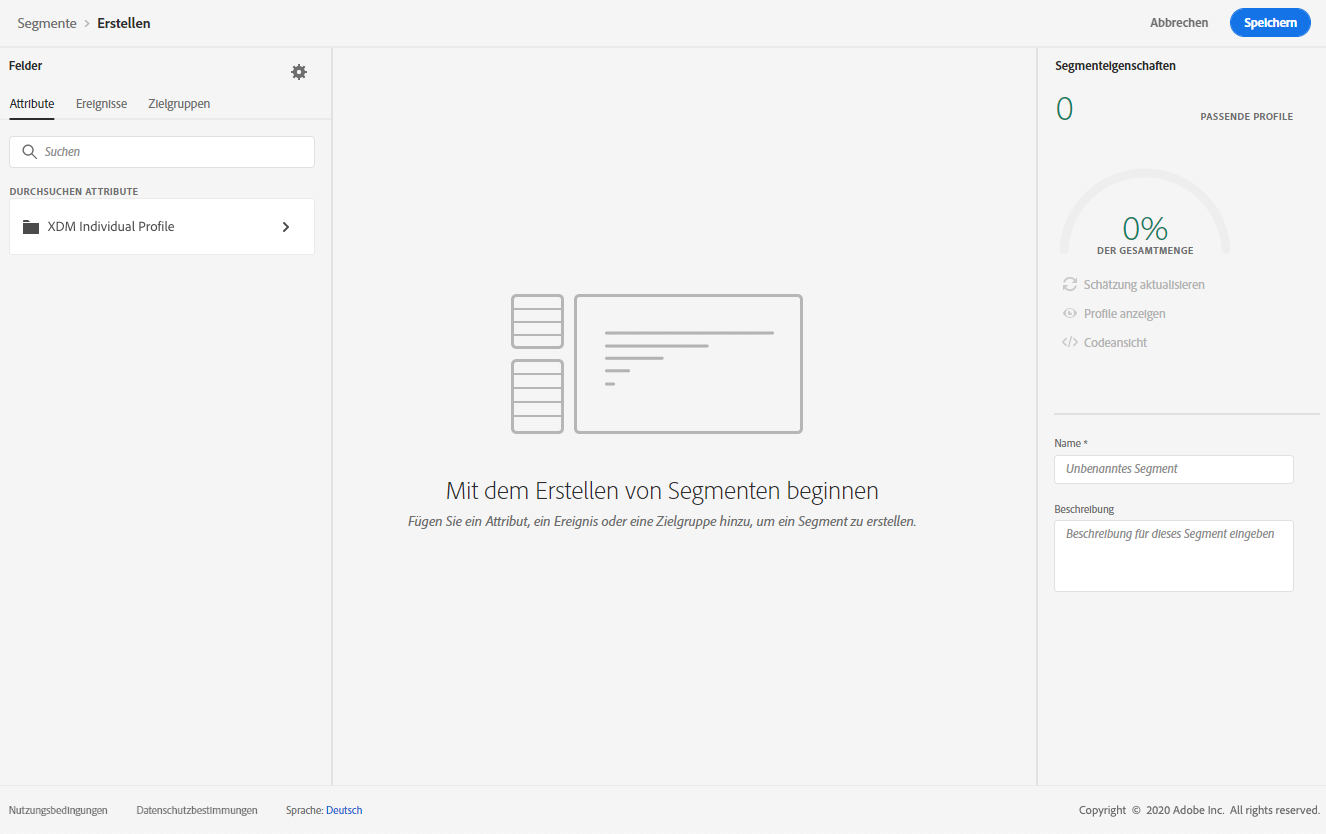 Segmente > Erstellen
Abbrechen
Speichern
Felder
Attribute Ereignisse Zielgruppen
Suchen
DURCHSUCHEN ATTRIBUTE
XDM Individual Profile
Mit dem Erstellen von Segmenten beginnen
Fügen Sie ein Attribut, ein Ereignis oder eine Zielgruppe hinzu, um ein Segment zu erstellen.
Segmenteigenschaften
0
PASSENDE PROFILE
0%
DER GESAMTMENGE
Schätzung aktualisieren
Profile anzeigen
</> Codeansicht
Name *
Unbenanntes Segment
Beschreibung
Beschreibung für dieses Segment eingeben
Nutzungsbedingungen Datenschutzbestimmungen Sprache: Deutsch
Copyright © 2020 Adobe Inc. All rights reserved.